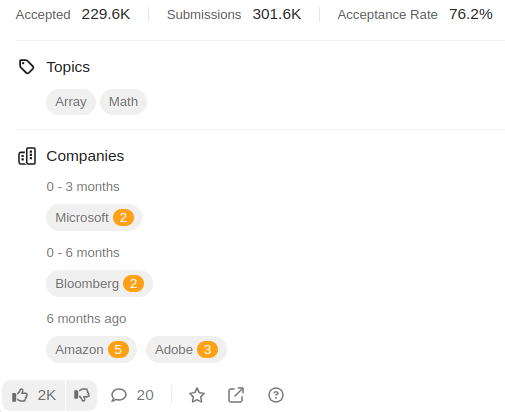 Accepted 229.6K Submissions 301.6K Acceptance Rate 76.2%
Topics
Array Math
Companies
0 - 3 months
Microsoft 2
0 - 6 months
Bloomberg 2
6 months ago
Amazon 5 Adobe 3
2K 20